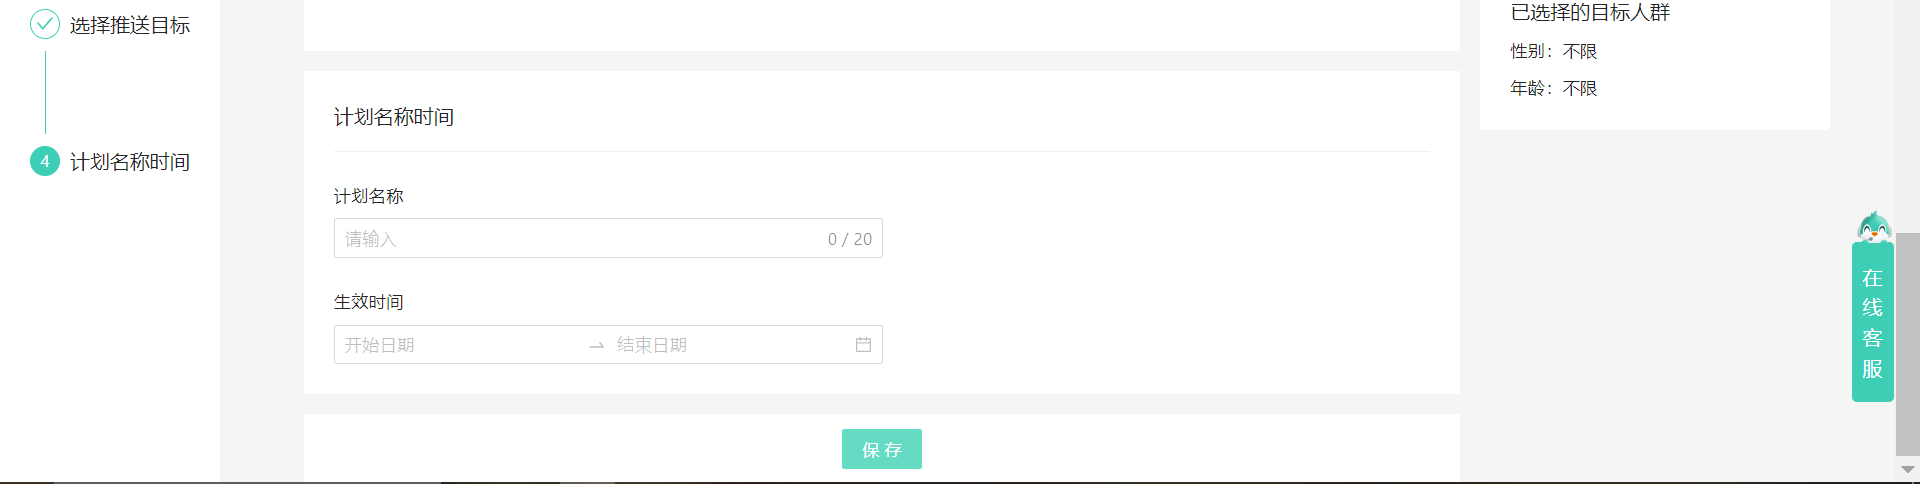 选择推送目标
4 计划名称时间
计划名称时间
计划名称
请输入 0 / 20
生效时间
开始日期 → 结束日期
保存
已选择的目标人群
性别：不限
年龄：不限
在线客服